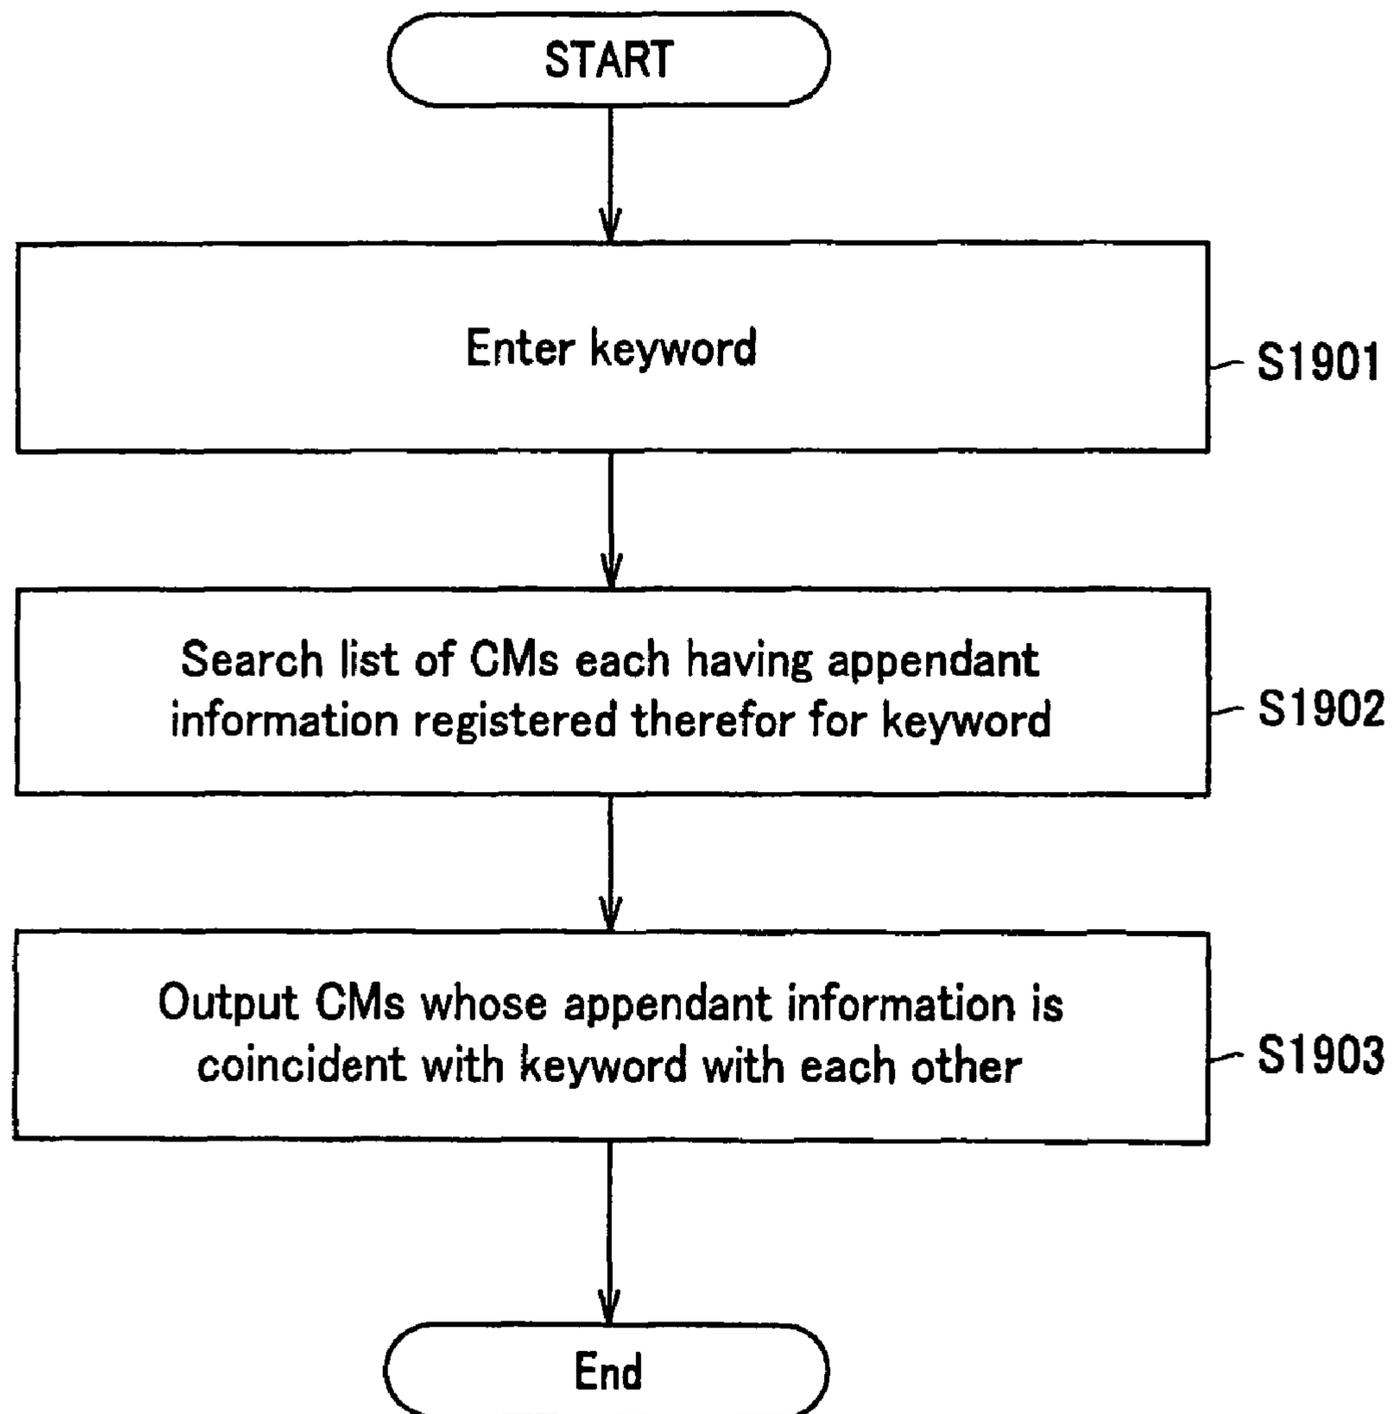 START
Enter keyword
S1901
Search list of CMs each having appendant
information registered therefor for keyword
S1902
Output CMs whose appendant information is
coincident with keyword with each other
S1903
End